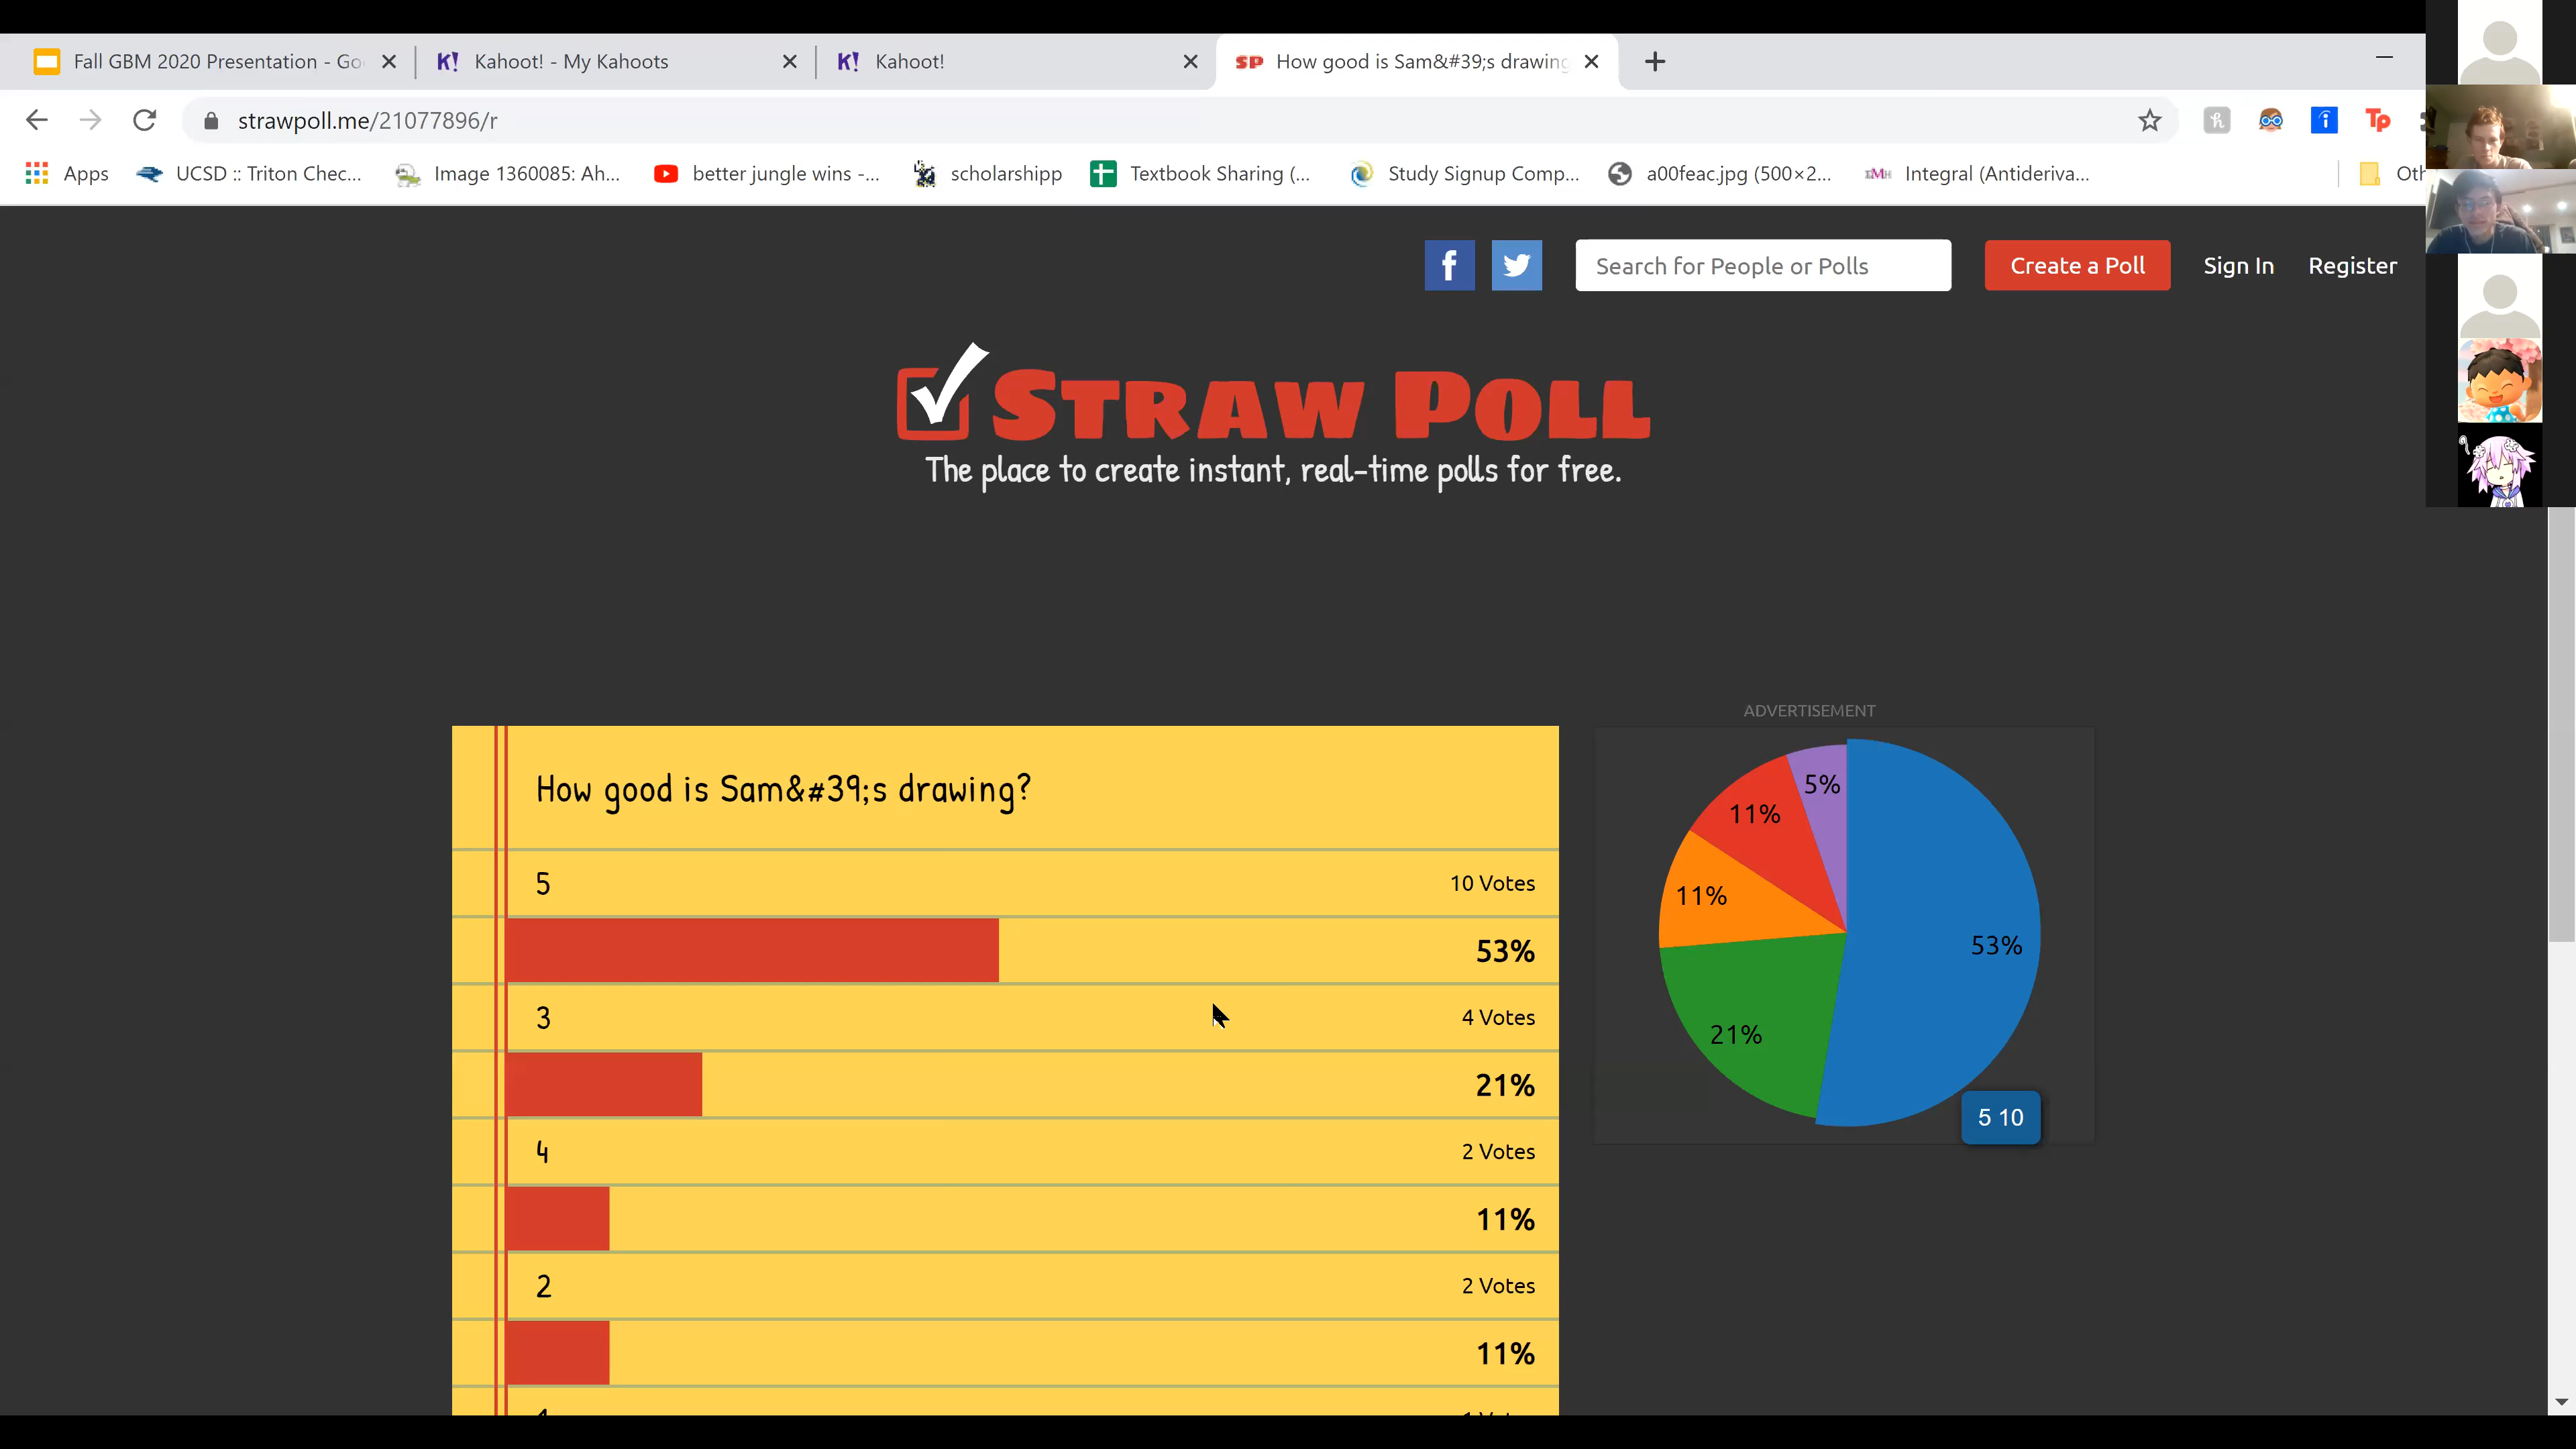 Fall GBM 2020 Presentation - Go
Kahoot! - My Kahoots
Kahoot!
How good is Sam&#39;s drawing
strawpoll.me/21077896/r
Apps
UCSD :: Triton Chec...
Image 1360085: Ah...
better jungle wins -...
scholarshipp
Textbook Sharing (...
Study Signup Comp...
a00feac.jpg (500×2...
Integral (Antideriva...
Search for People or Polls
Create a Poll
Sign In
Register
STRAW POLL
The place to create instant, real-time polls for free.
ADVERTISEMENT
How good is Sam&#39;s drawing?
5
10 Votes
53%
3
4 Votes
21%
4
2 Votes
11%
2
2 Votes
11%
5%
11%
11%
53%
21%
5 10